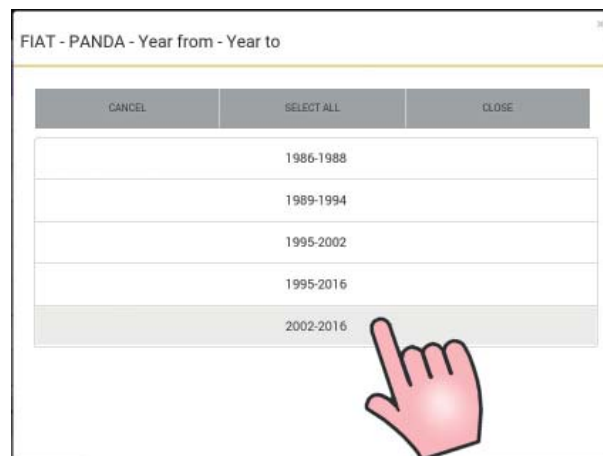 FIAT - PANDA - Year from - Year to
CANCEL SELECT ALL CLOSE
1986-1988
1989-1994
1995-2002
1995-2016
2002-2016